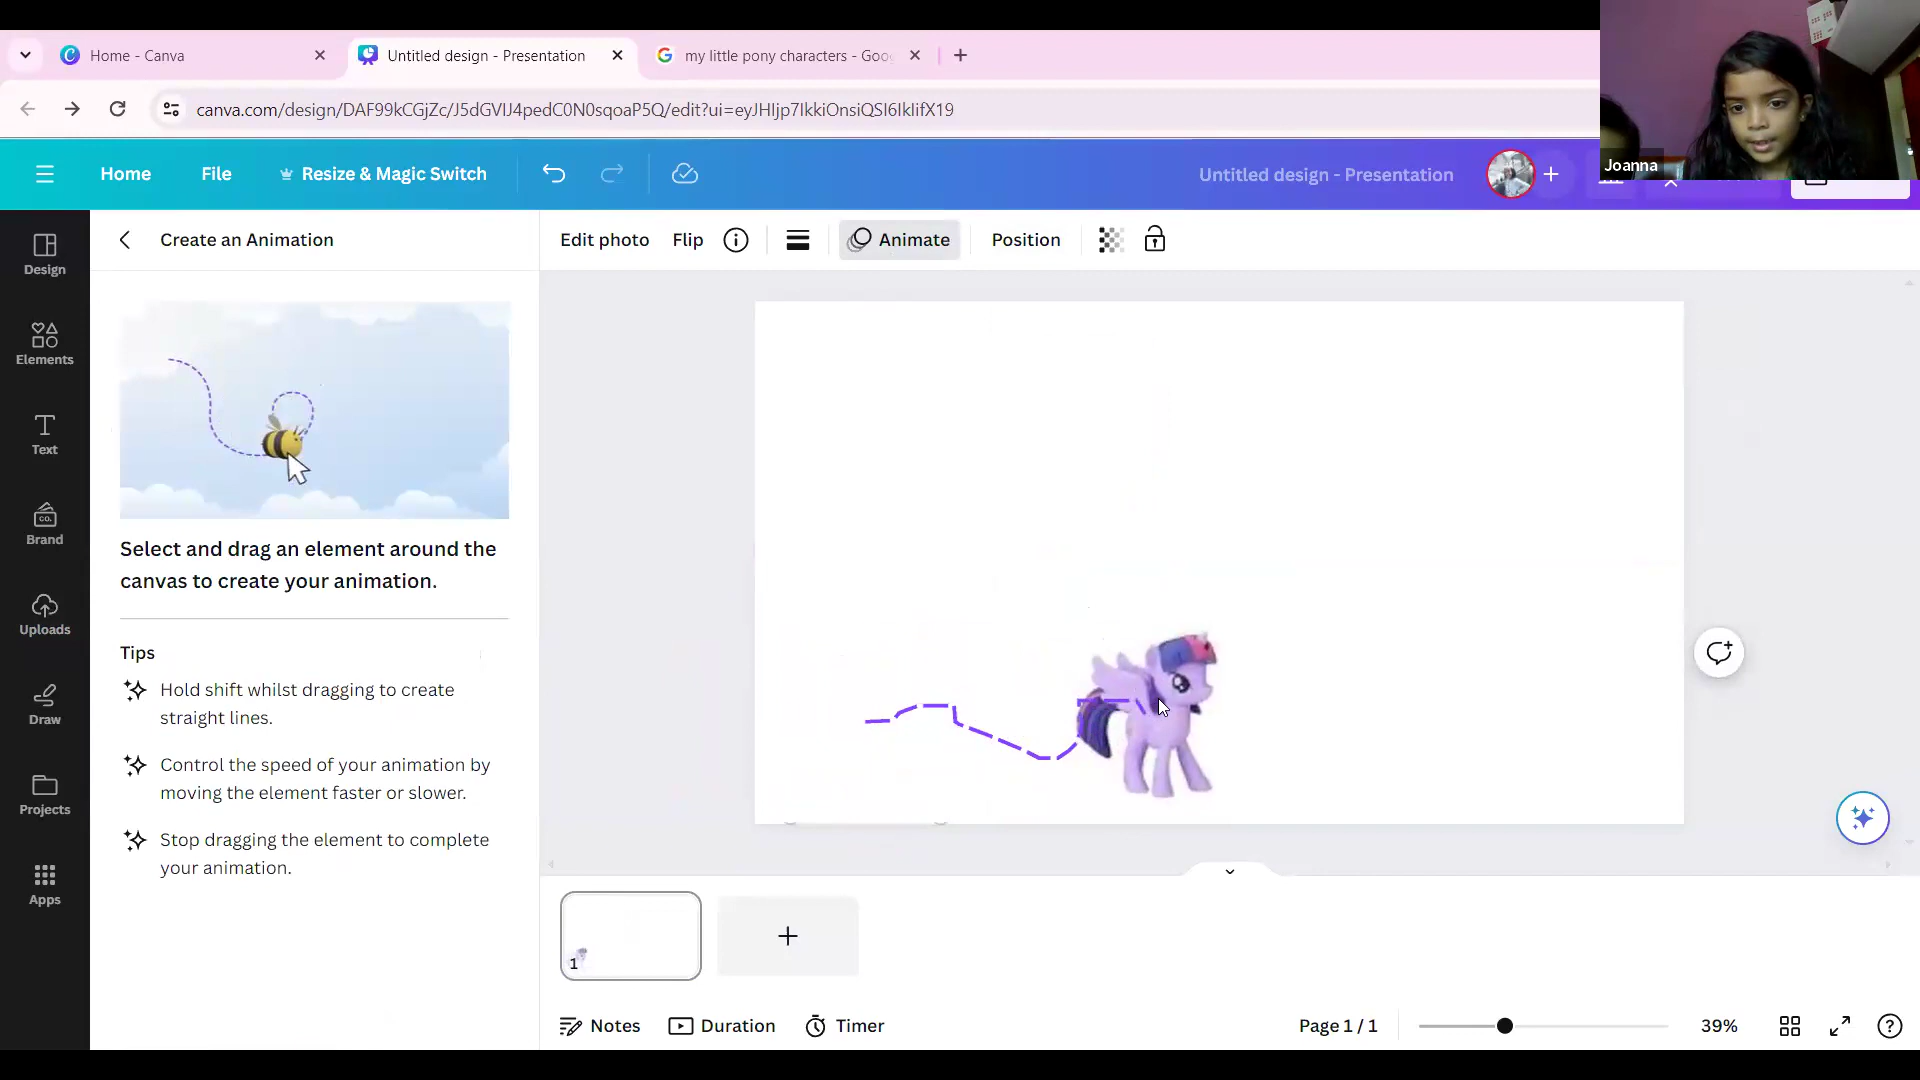 Home - Canva
Untitled design - Presentation
my little pony characters - Goo
canva.com/design/DAF99kCGjZc/J5dGVlJ4pedC0N0sqoaP5Q/edit?ui=eyJHIjp7IkkiOnsiQSI6IkIifX19
Joanna
Home
File
Resize & Magic Switch
Untitled design - Presentation
Design
Elements
Text
Brand
Uploads
Draw
Projects
Apps
Create an Animation
Select and drag an element around the
canvas to create your animation.
Tips
Hold shift whilst dragging to create
straight lines.
Control the speed of your animation by
moving the element faster or slower.
Stop dragging the element to complete
your animation.
Edit photo
Flip
Animate
Position
1
Notes
Duration
Timer
Page 1 / 1
39%